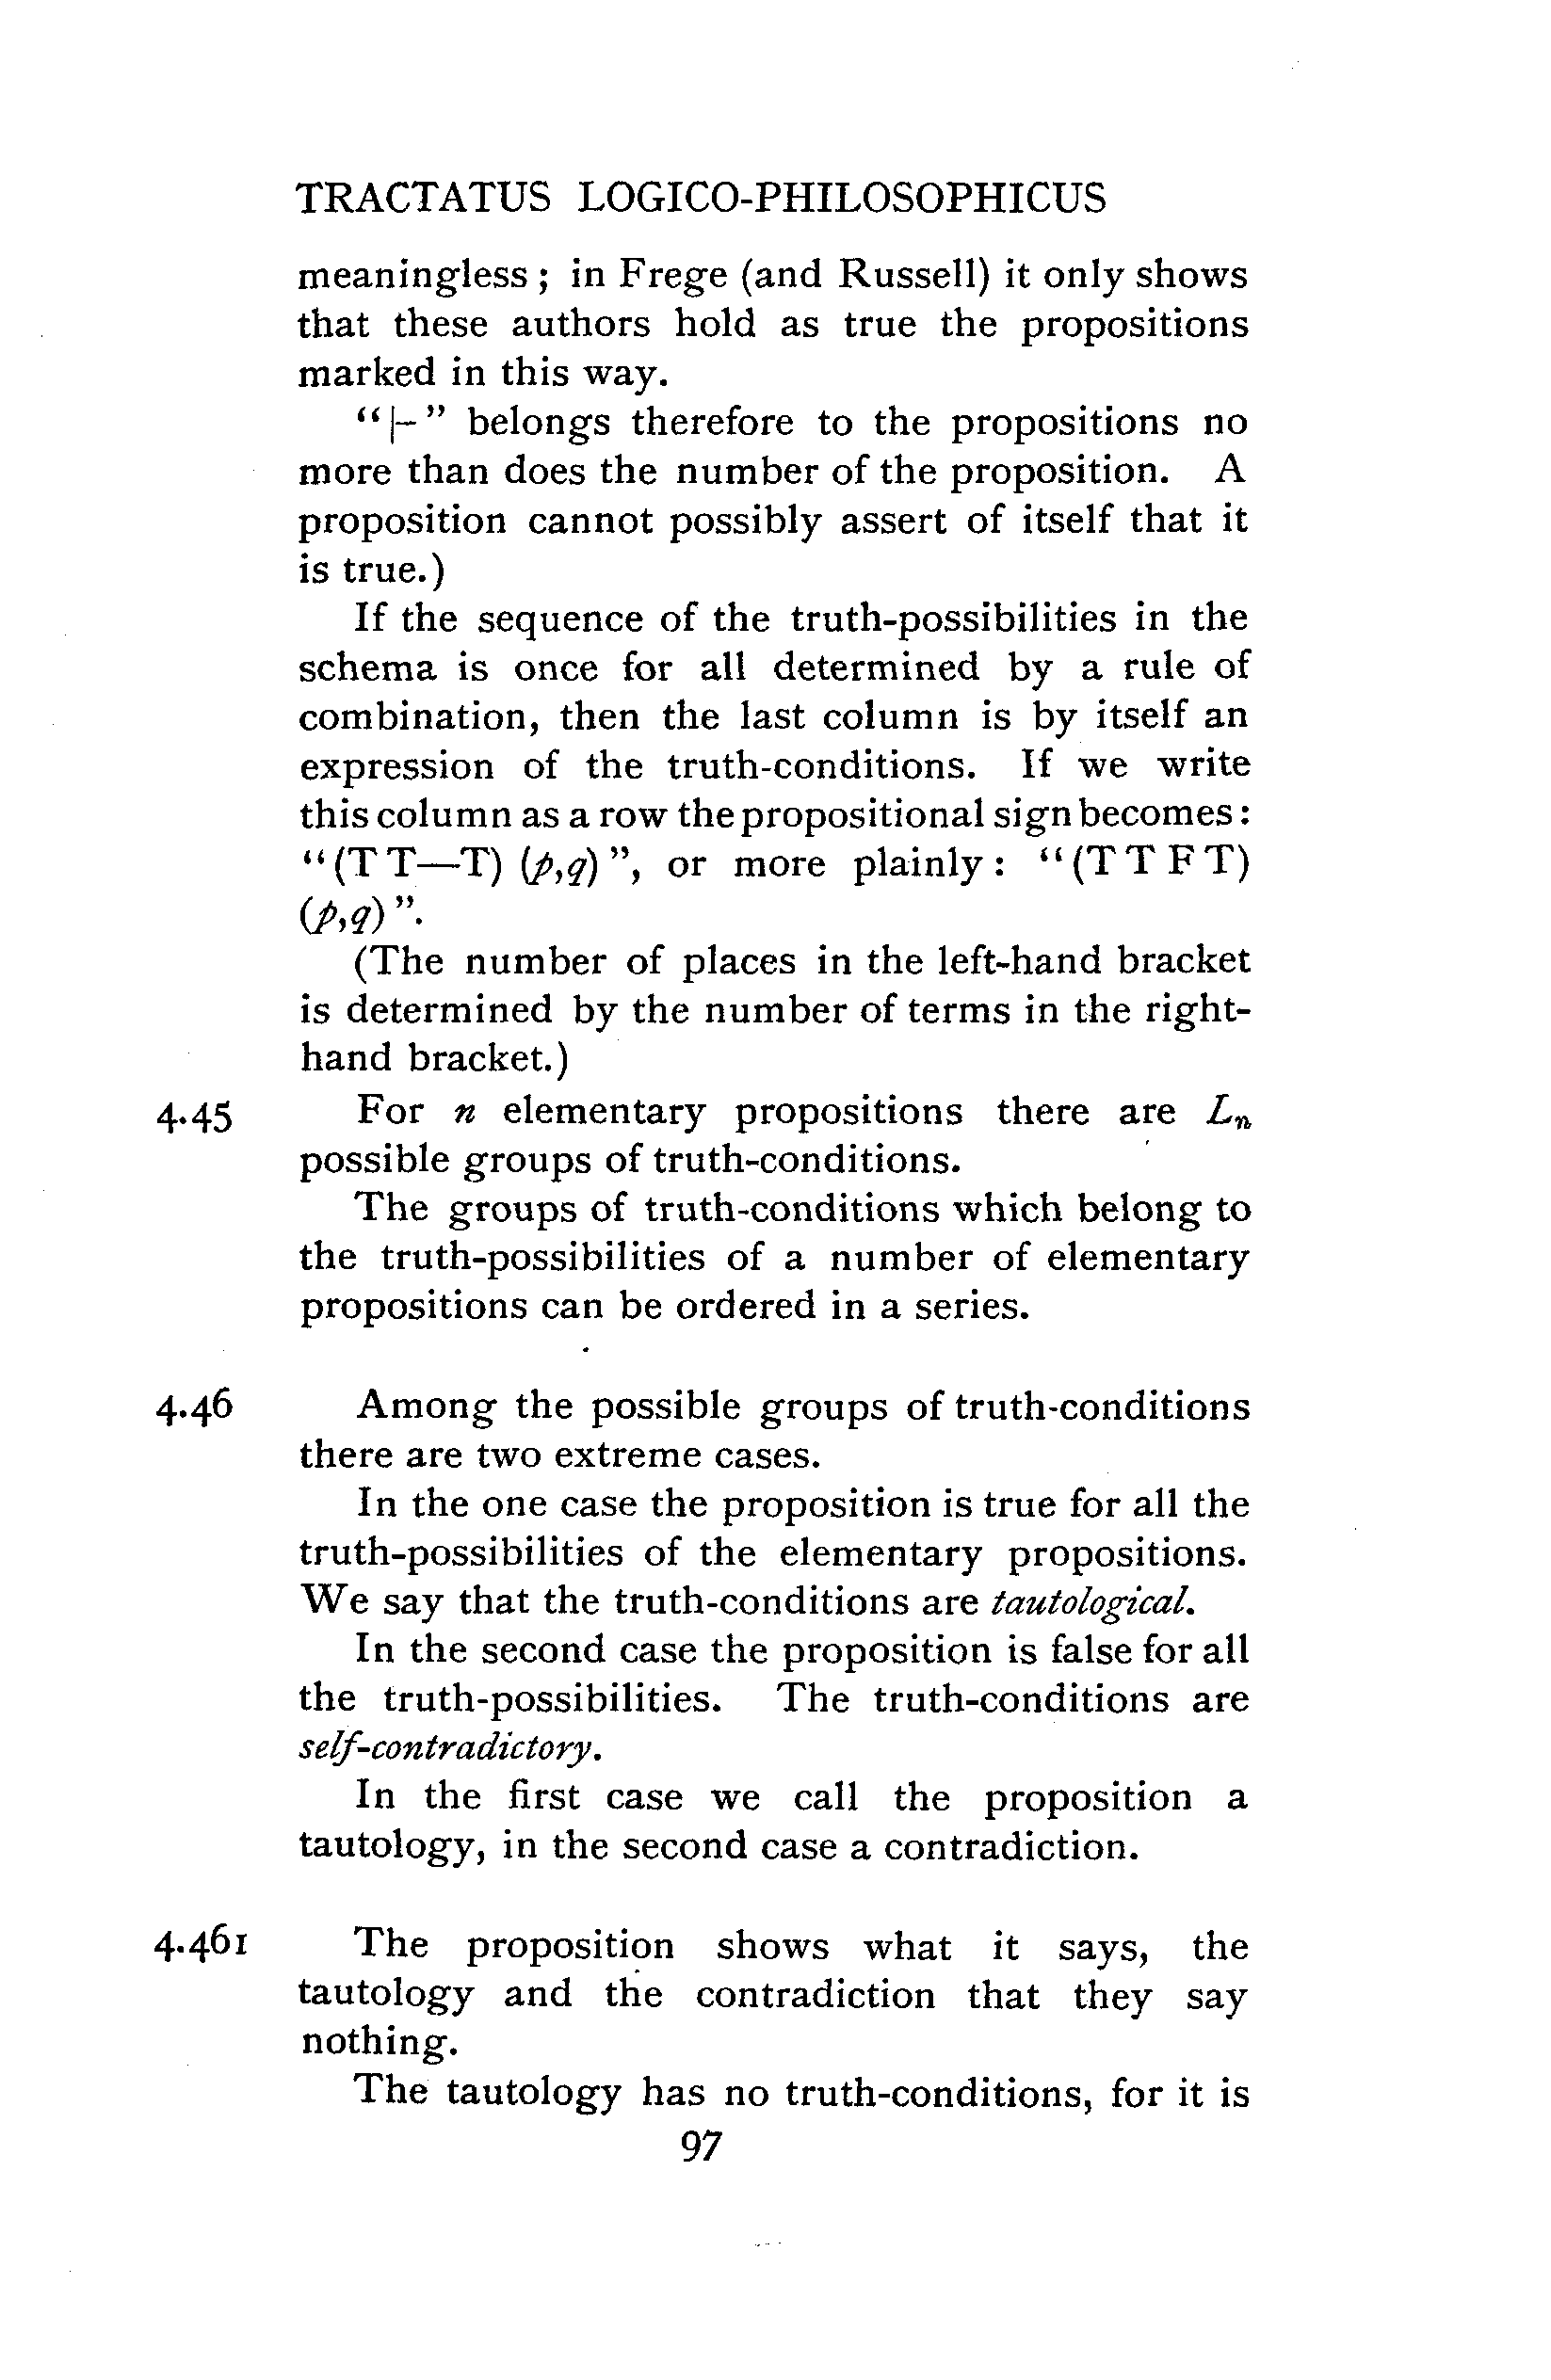 TRACTATUS LOGICO-PHILOSOPHICUS
meaningless ; in Frege (and Russell) it only shows
that these authors hold as true the propositions
marked in this way.
“|–” belongs therefore to the propositions no
more than does the number of the proposition. A
proposition cannot possibly assert of itself that it
is true.)
If the sequence of the truth-possibilities in the
schema is once for all determined by a rule of
combination, then the last column is by itself an
expression of the truth-conditions. If we write
this column as a row the propositional sign becomes :
“(T T—T) (p,q) ”, or more plainly : “(T T F T)
(p,q) ”.
(The number of places in the left-hand bracket
is determined by the number of terms in the right-
hand bracket.)
4·45 For n elementary propositions there are Lₙ
possible groups of truth-conditions.
The groups of truth-conditions which belong to
the truth-possibilities of a number of elementary
propositions can be ordered in a series.
4·46 Among the possible groups of truth-conditions
there are two extreme cases.
In the one case the proposition is true for all the
truth-possibilities of the elementary propositions.
We say that the truth-conditions are tautological.
In the second case the proposition is false for all
the truth-possibilities. The truth-conditions are
self-contradictory.
In the first case we call the proposition a
tautology, in the second case a contradiction.
4·461 The proposition shows what it says, the
tautology and the contradiction that they say
nothing.
The tautology has no truth-conditions, for it is
97